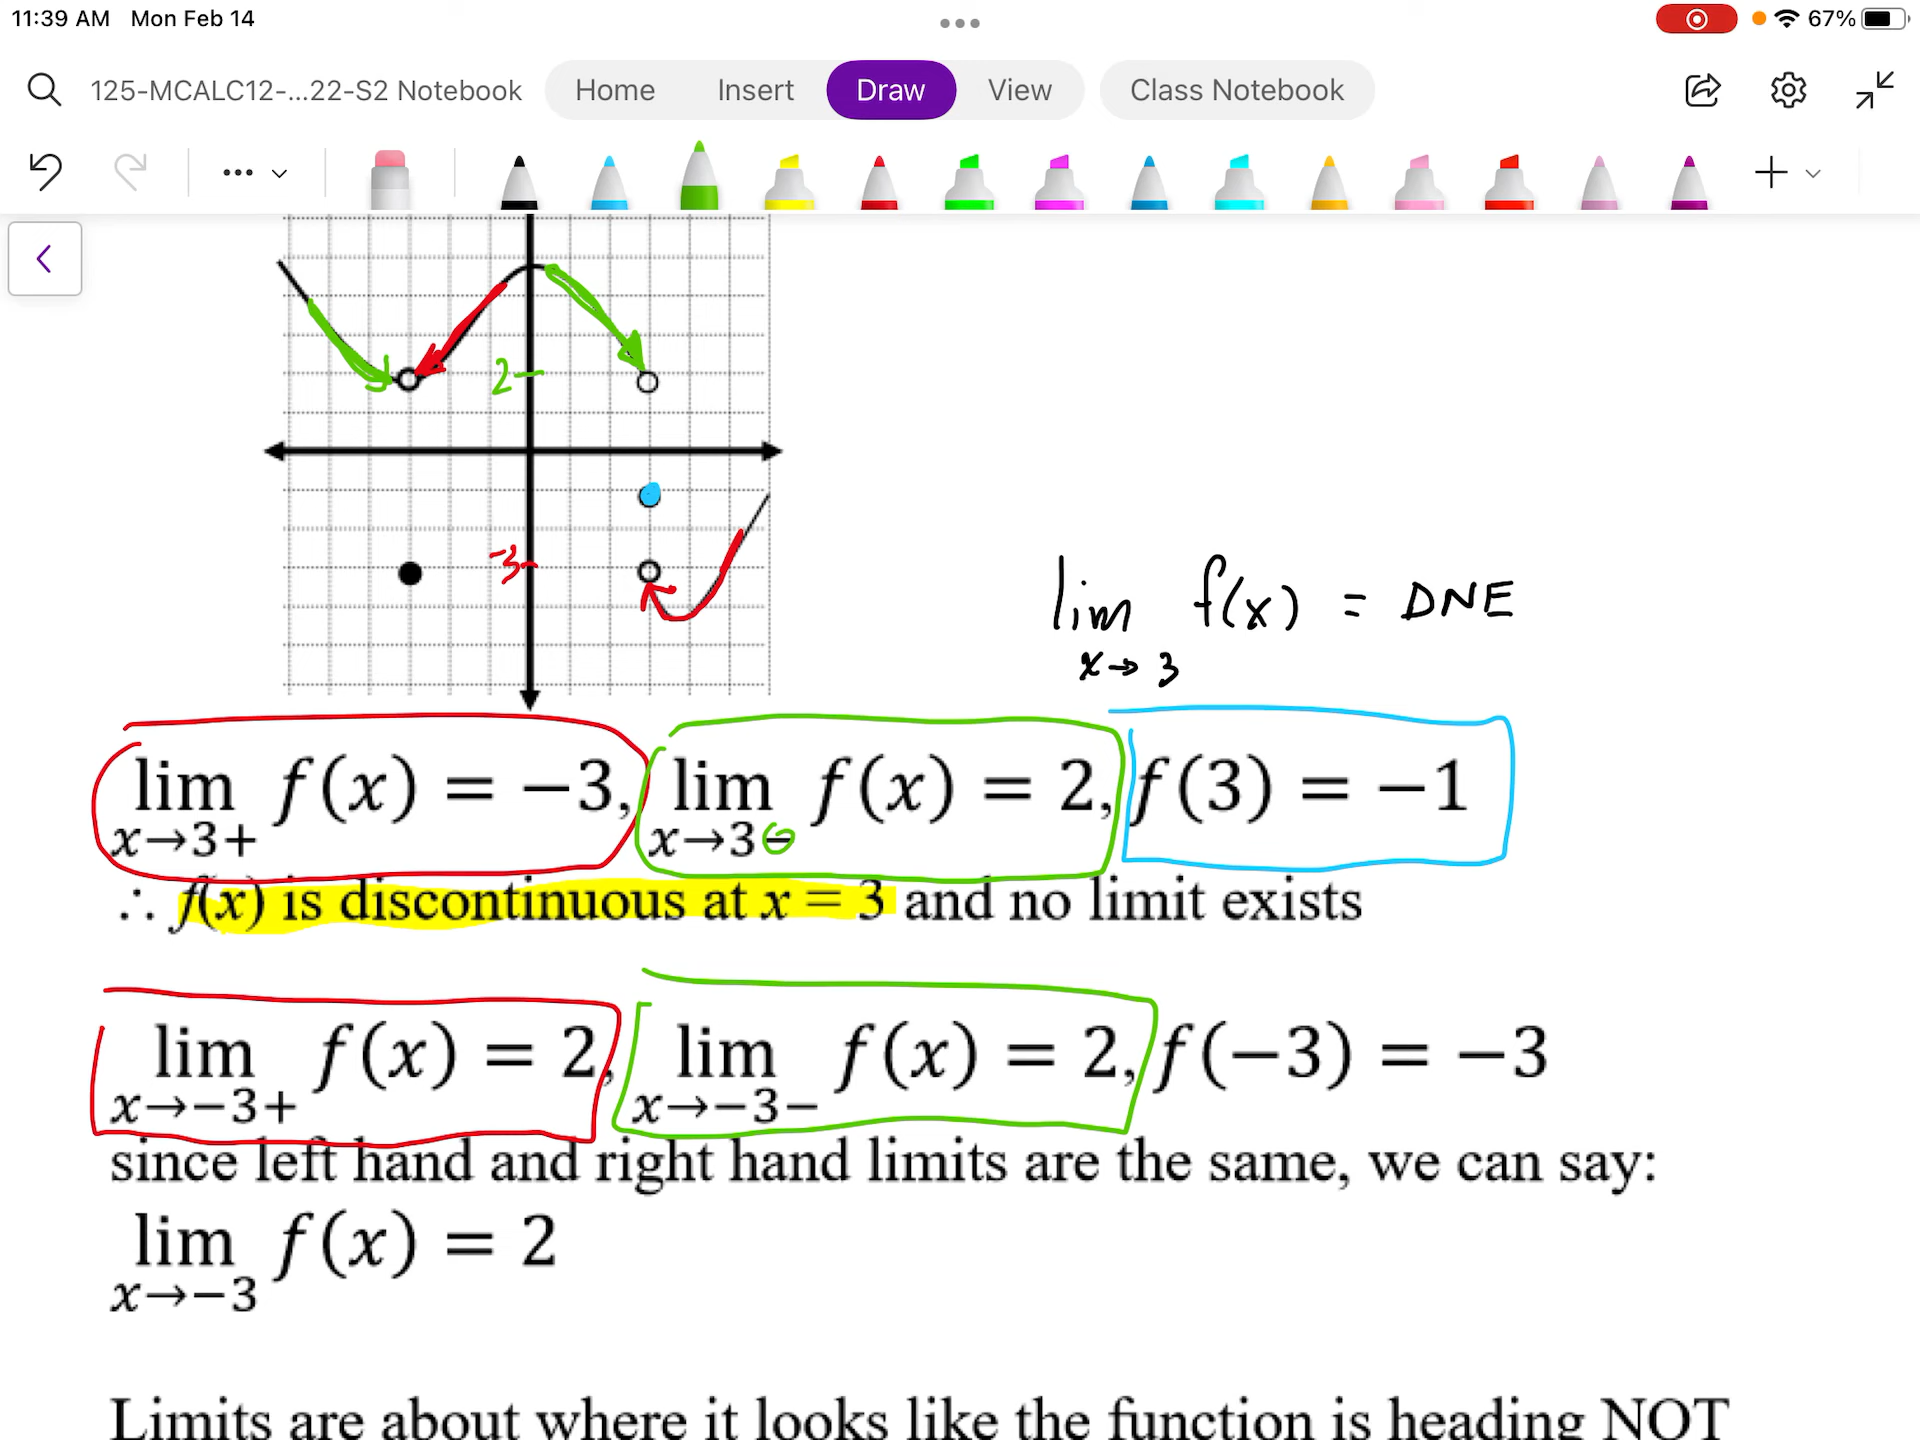 11:39 AM Mon Feb 14
67%
125-MCALC12-...22-S2 Notebook Home Insert Draw View Class Notebook
2
-3
lim f(x) = DNE
x→3
lim f(x) = −3, lim f(x) = 2, f(3) = −1
x→3+ x→3−
∴ f(x) is discontinuous at x = 3 and no limit exists
lim f(x) = 2, lim f(x) = 2, f(−3) = −3
x→−3+ x→−3−
since left hand and right hand limits are the same, we can say:
lim f(x) = 2
x→−3
Limits are about where it looks like the function is heading NOT